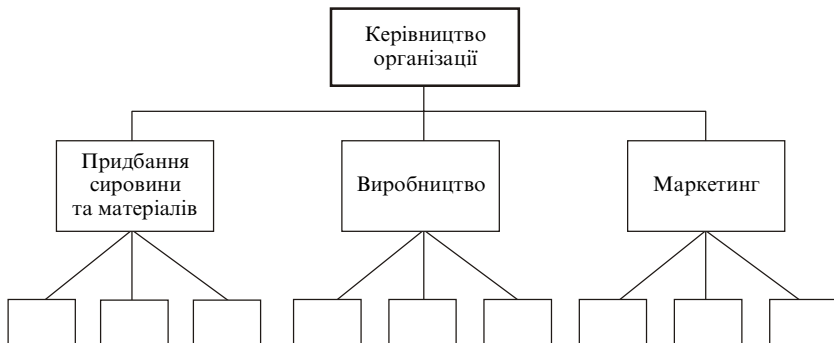 Керівництво
організації
Придбання
сировини
та матеріалів
Виробництво
Маркетинг